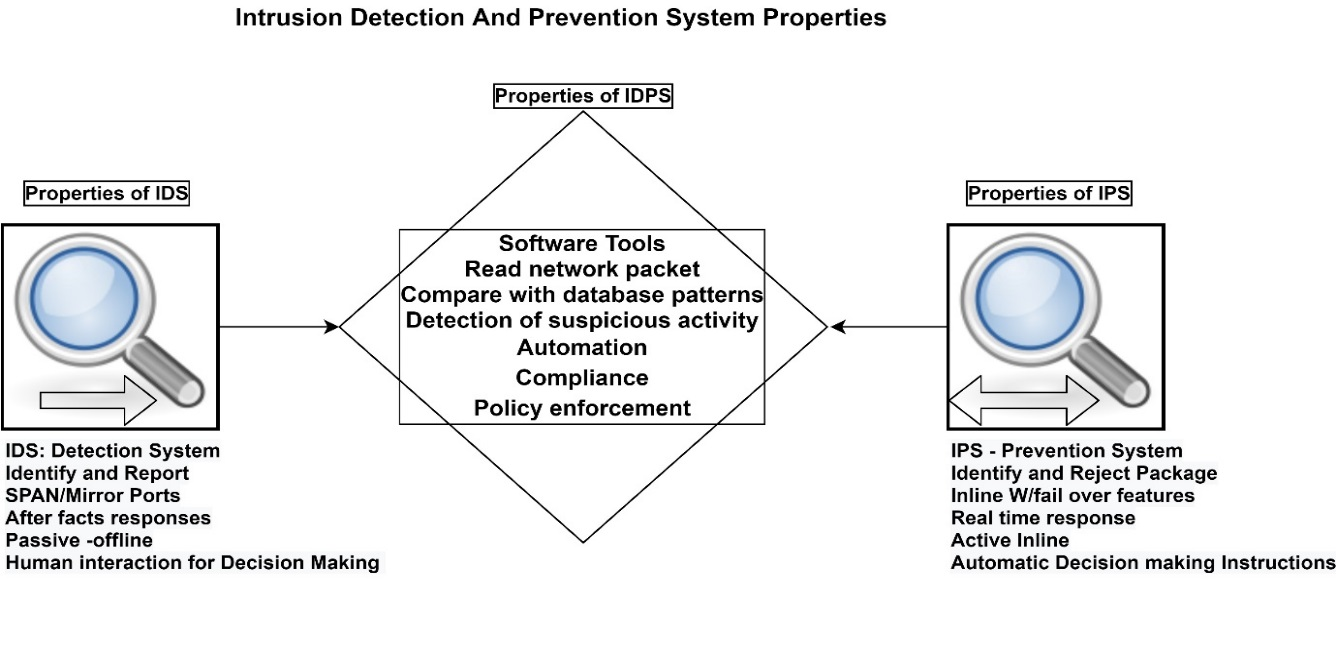 Intrusion Detection And Prevention System Properties
Properties of IDPS
Properties of IDS
Properties of IPS
Software Tools
Read network packet
Compare with database patterns
Detection of suspicious activity
Automation
Compliance
Policy enforcement
IDS: Detection System
Identify and Report
SPAN/Mirror Ports
After facts responses
Passive -offline
Human interaction for Decision Making
IPS - Prevention System
Identify and Reject Package
Inline W/fail over features
Real time response
Active Inline
Automatic Decision making Instructions